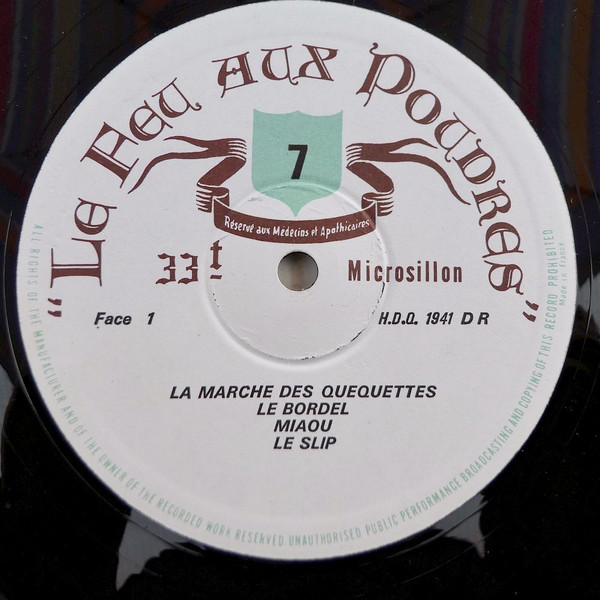 "Le Feu aux Poudres"
7
Réservé aux Médecins et Apothicaires
33t
Microsillon
Face 1
H.D.Q. 1941 DR
LA MARCHE DES QUEQUETTES
LE BORDEL
MIAOU
LE SLIP
ALL RIGHTS OF THE MANUFACTURER AND OF THE OWNER OF THE RECORDED WORK RESERVED UNAUTHORISED PUBLIC PERFORMANCE BROADCASTING AND COPYING OF THIS RECORD PROHIBITED
Made in France